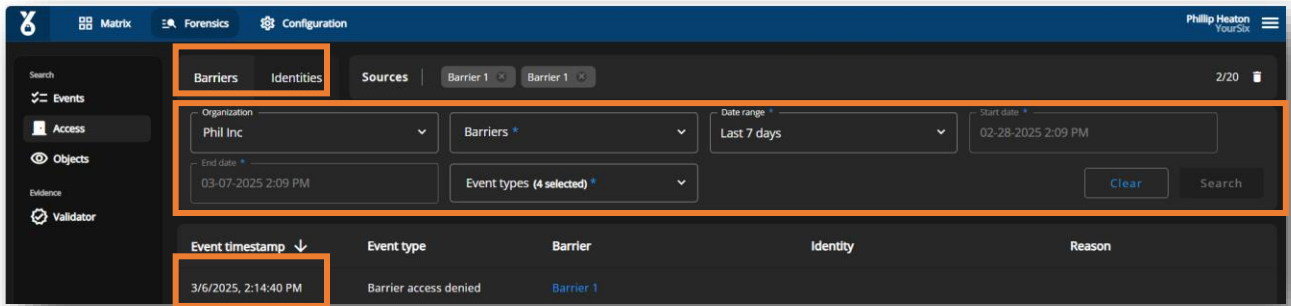 Matrix Forensics Configuration Phillip Heaton
YourSix
Search
Events
Access
Objects
Evidence
Validator
Barriers Identities Sources Barrier 1 Barrier 1 2/20
Organization Date range * Start date *
Phil Inc Barriers * Last 7 days 02-28-2025 2:09 PM
End date *
03-07-2025 2:09 PM Event types (4 selected) * Clear Search
Event timestamp Event type Barrier Identity Reason
3/6/2025, 2:14:40 PM Barrier access denied Barrier 1